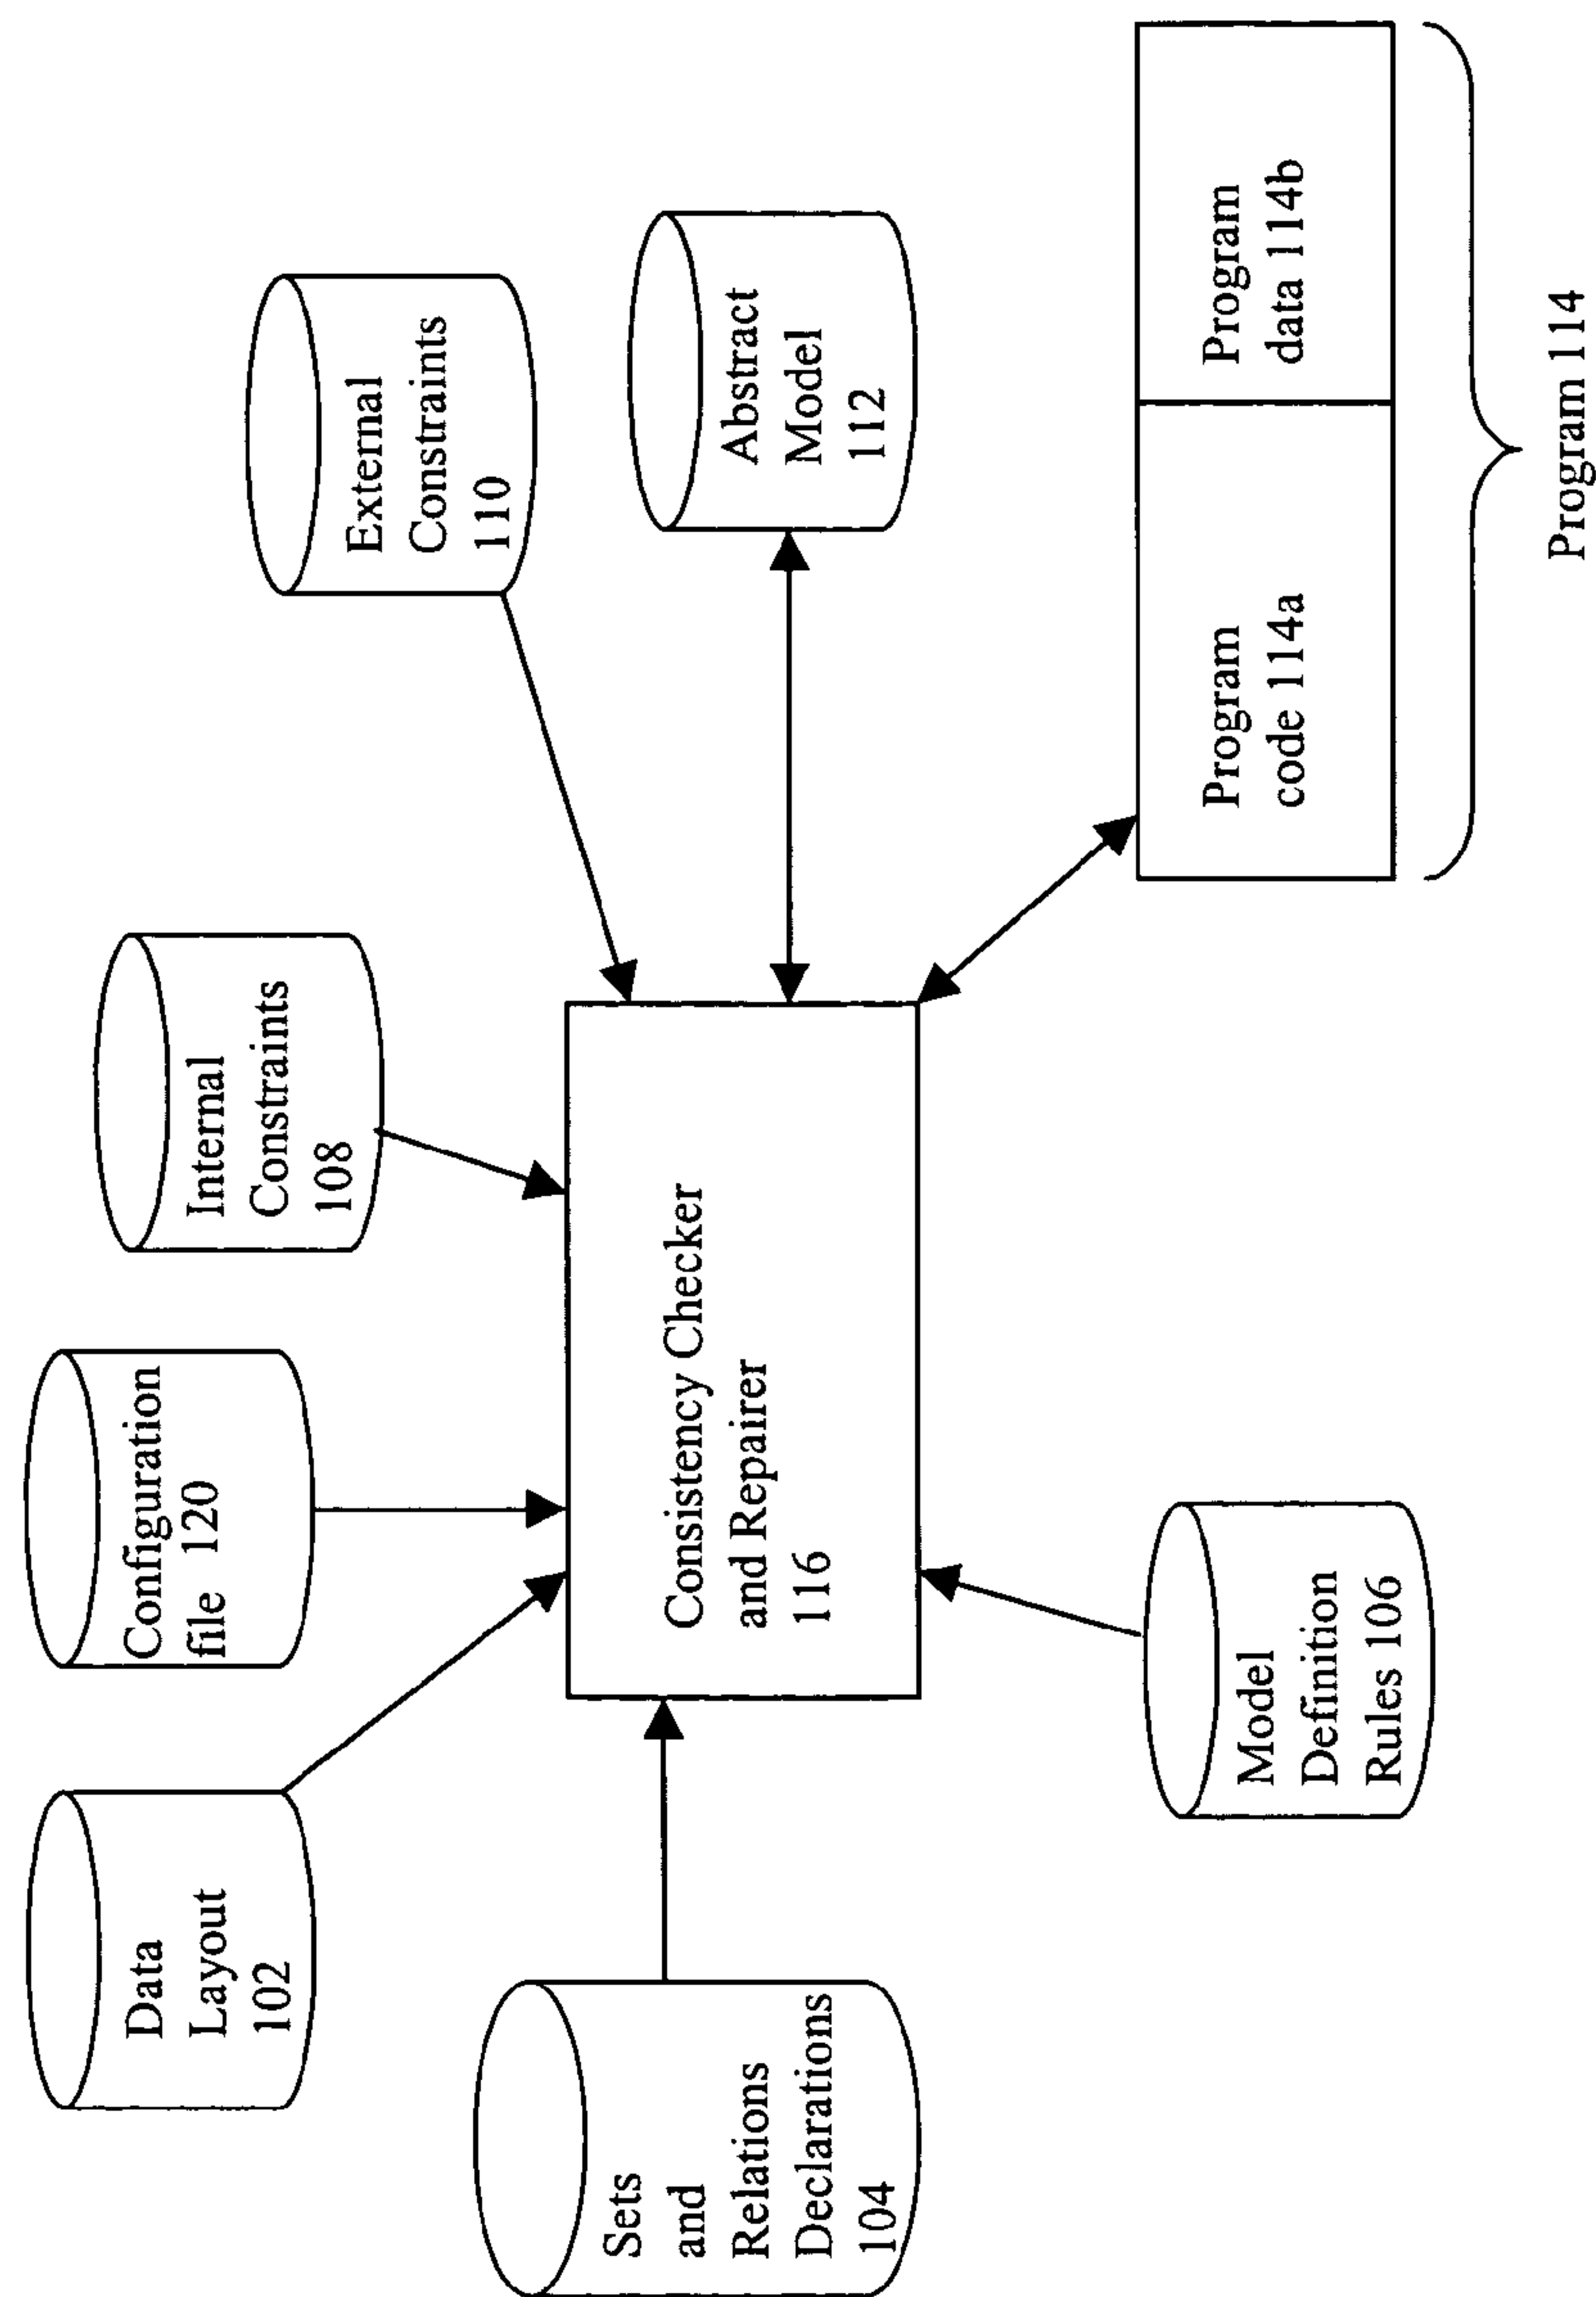 Data
Layout
102
Configuration
file 120
Internal
Constraints
108
External
Constraints
110
Sets
and
Relations
Declarations
104
Consistency Checker
and Repairer
116
Abstract
Model
112
Model
Definition
Rules 106
Program
code 114a
Program
data 114b
Program 114